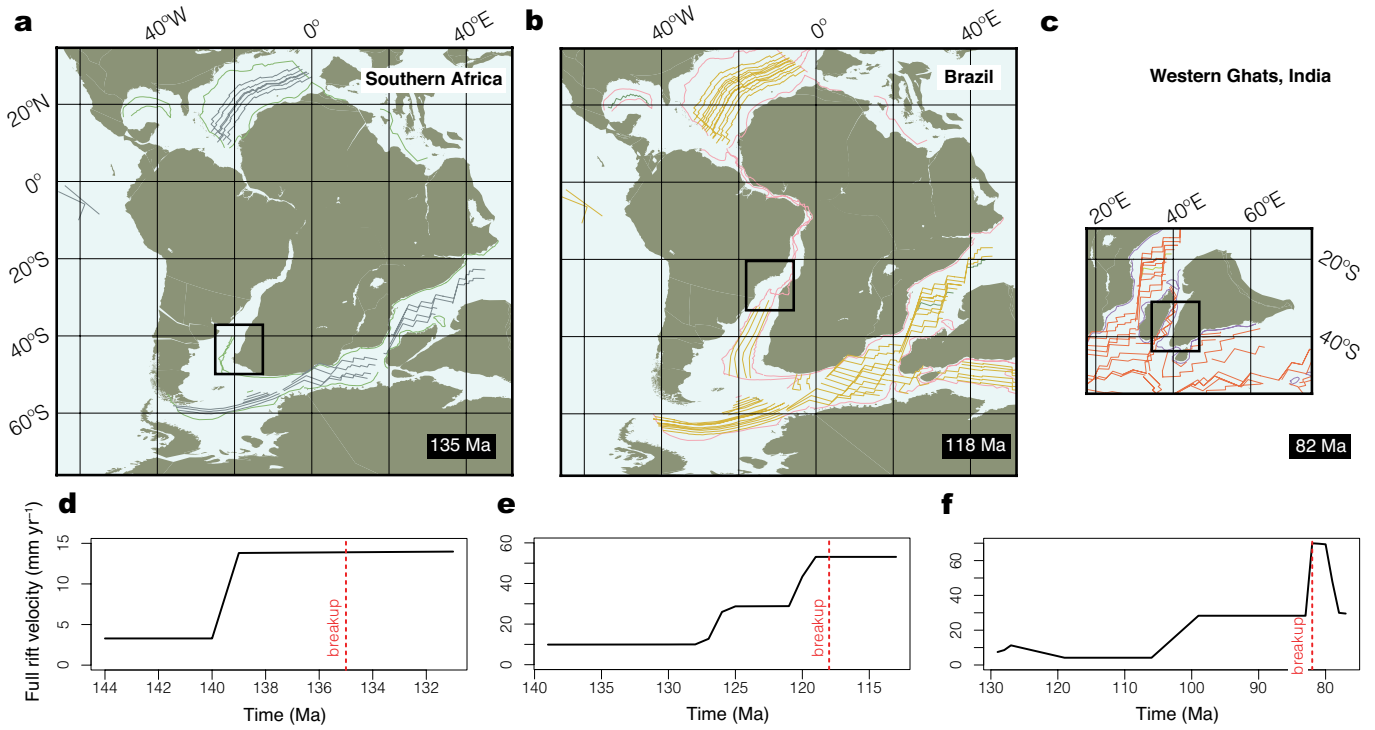 a
b
c
40°W
0°
40°E
40°W
0°
40°E
Southern Africa
Brazil
Western Ghats, India
20°N
0°
20°S
40°S
60°S
20°E
40°E
60°E
20°S
40°S
135 Ma
118 Ma
82 Ma
d
e
f
Full rift velocity (mm yr⁻¹)
15
10
5
0
breakup
144
142
140
138
136
134
132
Time (Ma)
60
40
20
0
breakup
140
135
130
125
120
115
Time (Ma)
60
40
20
0
breakup
130
120
110
100
90
80
Time (Ma)